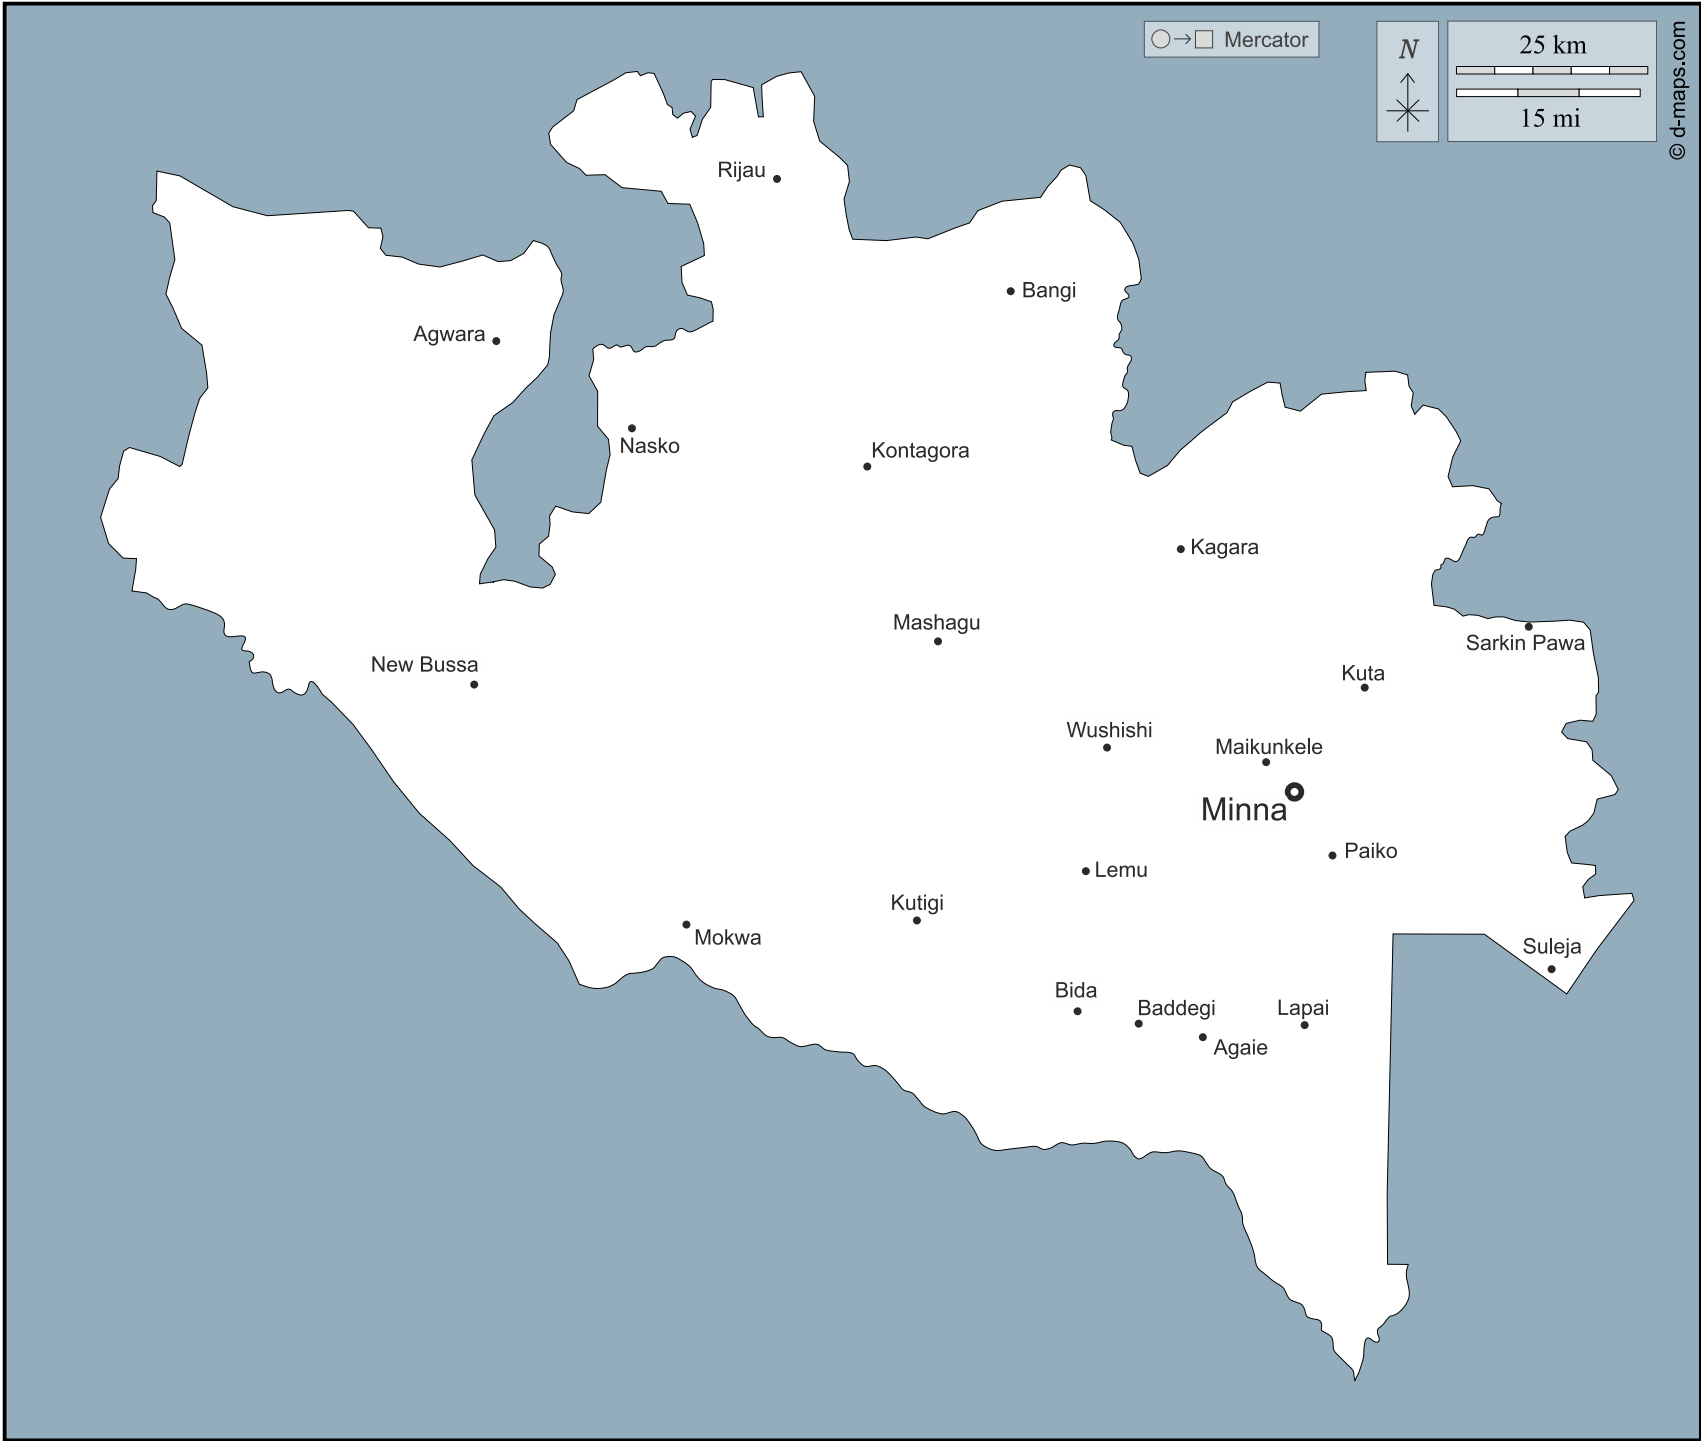 Mercator
N
25 km
15 mi
© d-maps.com
Rijau
Bangi
Agwara
Nasko
Kontagora
Kagara
Mashagu
Sarkin Pawa
New Bussa
Kuta
Wushishi
Maikunkele
Minna
Paiko
Lemu
Kutigi
Mokwa
Suleja
Bida
Baddegi
Lapai
Agaie